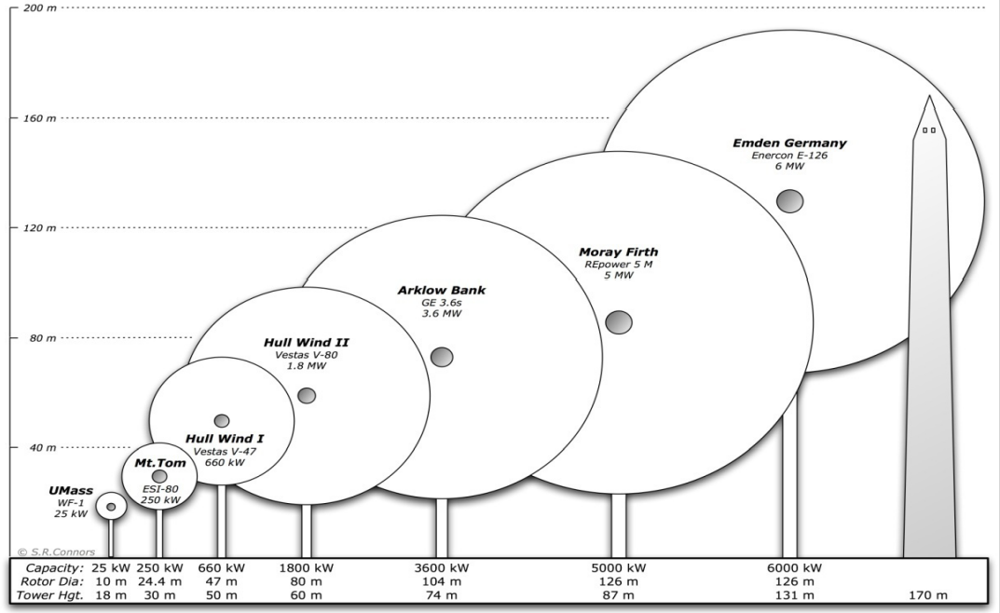 200 m
160 m
120 m
80 m
40 m
Emden Germany
Enercon E-126
6 MW
Moray Firth
REpower 5 M
5 MW
Arklow Bank
GE 3.6s
3.6 MW
Hull Wind II
Vestas V-80
1.8 MW
Hull Wind I
Vestas V-47
660 kW
Mt.Tom
ESI-80
250 kW
UMass
WF-1
25 kW
© S.R.Connors
Capacity: 25 kW 250 kW 660 kW 1800 kW 3600 kW 5000 kW 6000 kW
Rotor Dia: 10 m 24.4 m 47 m 80 m 104 m 126 m 126 m
Tower Hgt. 18 m 30 m 50 m 60 m 74 m 87 m 131 m 170 m